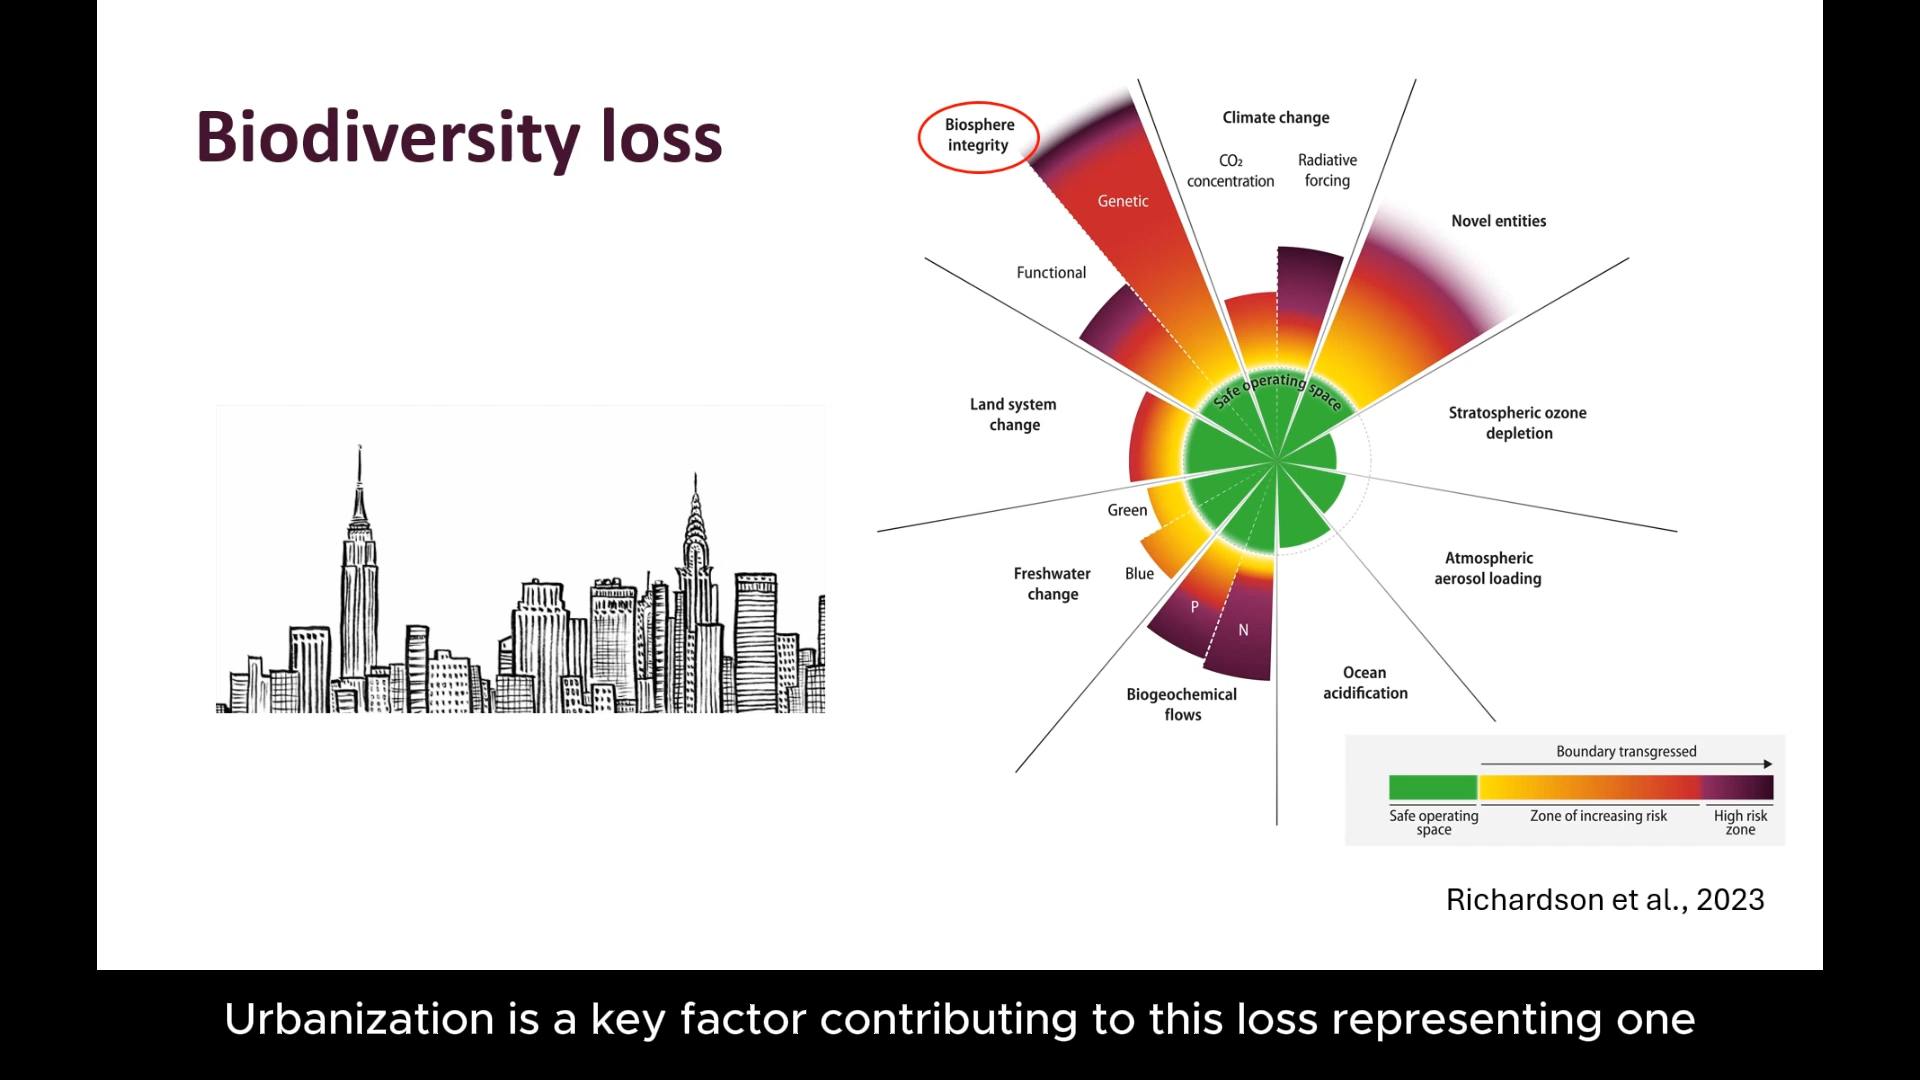 Biodiversity loss
Biosphere
integrity
Genetic
Functional
Climate change
CO₂
concentration
Radiative
forcing
Novel entities
Safe operating space
Land system
change
Stratospheric ozone
depletion
Green
Blue
Freshwater
change
P
N
Biogeochemical
flows
Atmospheric
aerosol loading
Ocean
acidification
Boundary transgressed
Safe operating
space
Zone of increasing risk
High risk
zone
Richardson et al., 2023
Urbanization is a key factor contributing to this loss representing one